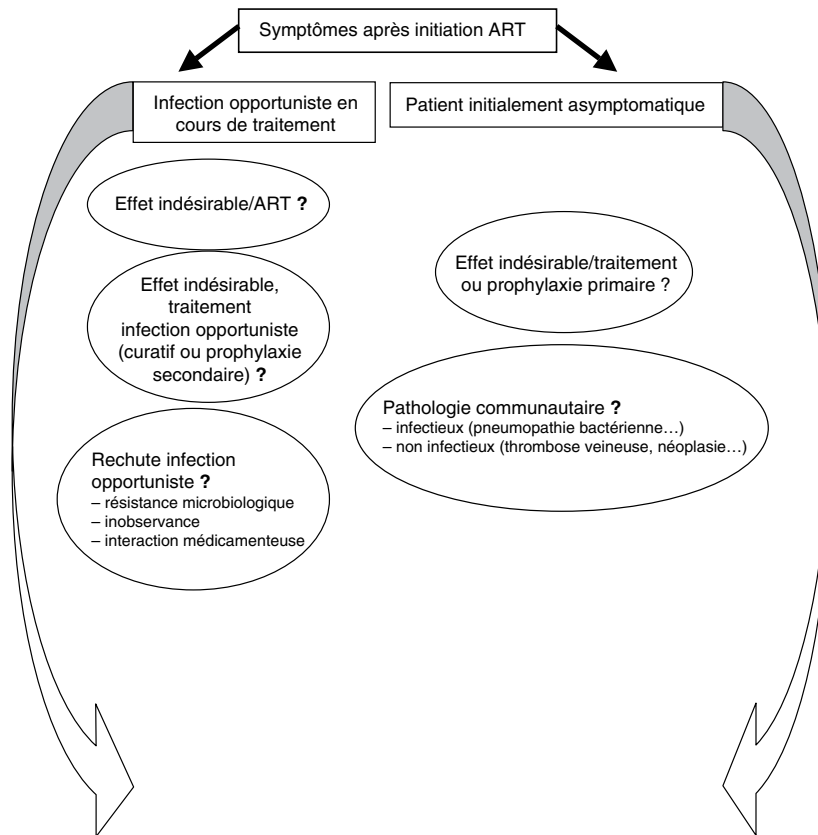 Symptômes après initiation ART
Infection opportuniste en
cours de traitement
Patient initialement asymptomatique
Effet indésirable/ART ?
Effet indésirable,
traitement
infection opportuniste
(curatif ou prophylaxie
secondaire) ?
Rechute infection
opportuniste ?
– résistance microbiologique
– inobservance
– interaction médicamenteuse
Effet indésirable/traitement
ou prophylaxie primaire ?
Pathologie communautaire ?
– infectieux (pneumopathie bactérienne…)
– non infectieux (thrombose veineuse, néoplasie…)